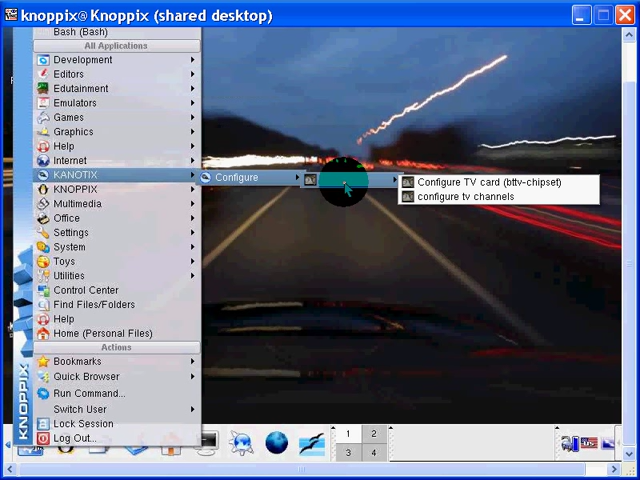 knoppix@Knoppix (shared desktop)
Bash (Bash)
All Applications
Development
Editors
Edutainment
Emulators
Games
Graphics
Help
Internet
KANOTIX
KNOPPIX
Multimedia
Office
Settings
System
Toys
Utilities
Control Center
Find Files/Folders
Help
Home (Personal Files)
Actions
Bookmarks
Quick Browser
Run Command...
Switch User
Lock Session
Log Out...
KNOPPIX
Configure
Configure TV card (bttv-chipset)
configure tv channels
1 2
3 4
US